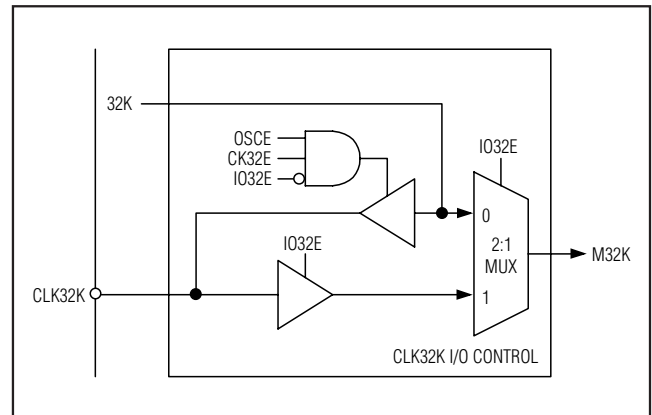 32K
OSCE
CK32E
IO32E
IO32E
0
2:1
MUX
M32K
IO32E
CLK32K
1
CLK32K I/O CONTROL